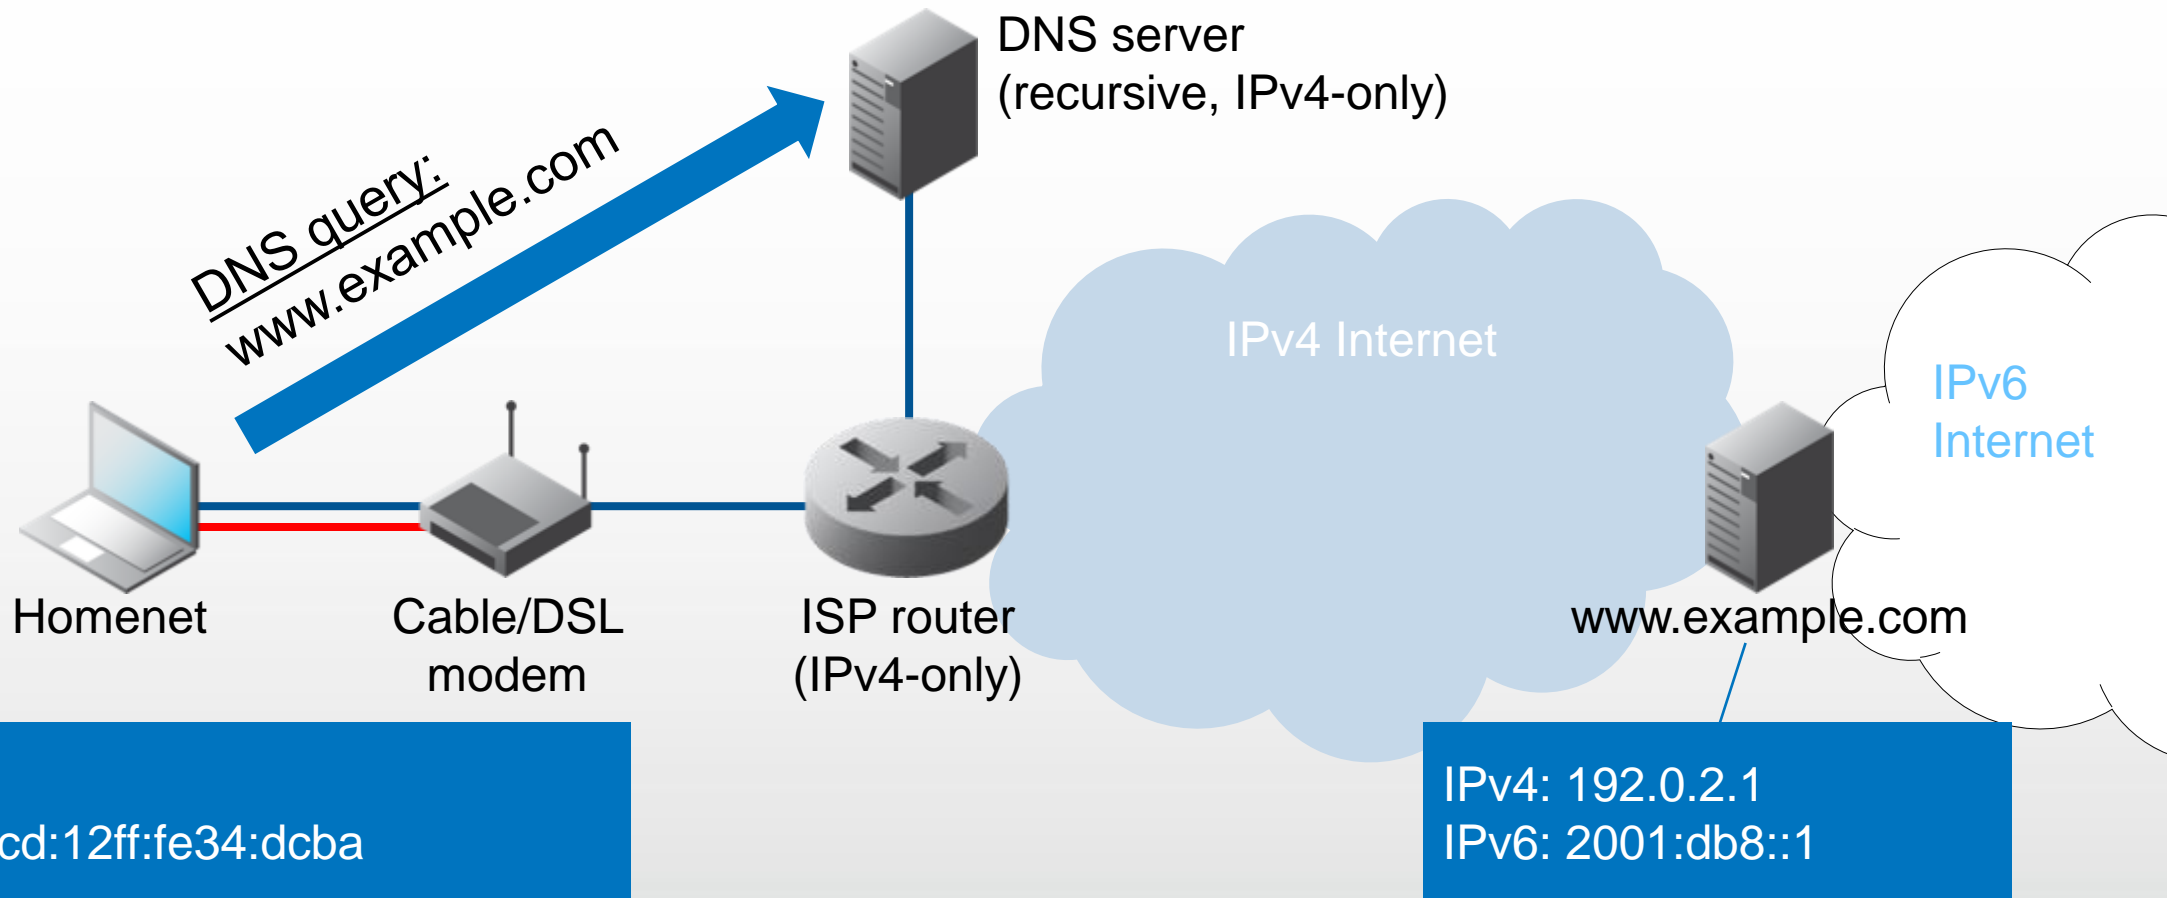 DNS server
(recursive, IPv4-only)
DNS query:
www.example.com
IPv4 Internet
IPv6
Internet
Homenet
Cable/DSL
modem
ISP router
(IPv4-only)
www.example.com
cd:12ff:fe34:dcba
IPv4: 192.0.2.1
IPv6: 2001:db8::1